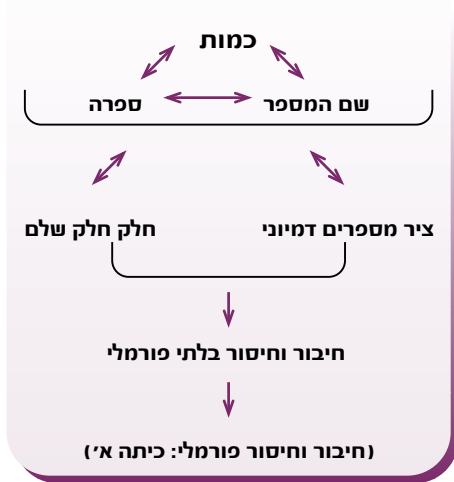 כמות
שם המספר ספרה
ציר מספרים דמיוני חלק חלק שלם
חיבור וחיסור בלתי פורמלי
(חיבור וחיסור פורמלי: כיתה א׳)